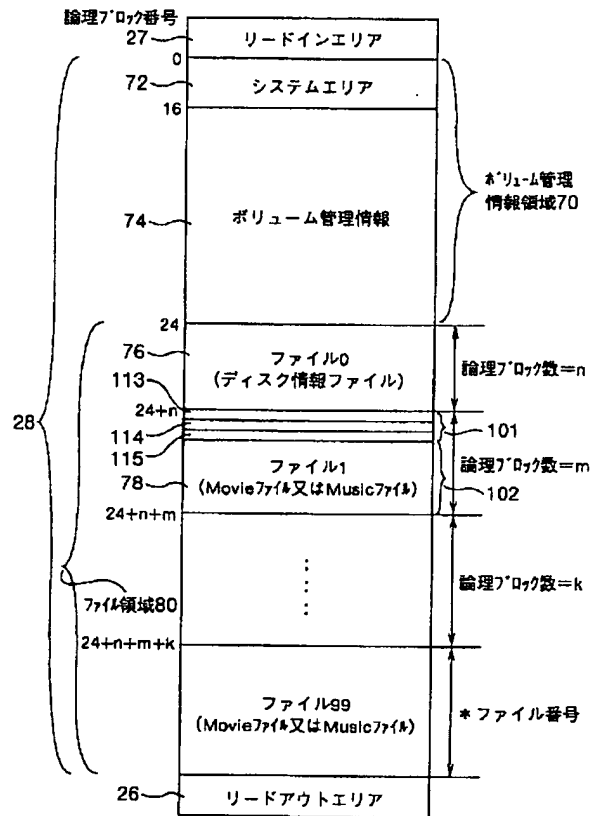 論理ブロック番号
27
リードインエリア
0
72
システムエリア
16
74
ボリューム管理情報
ボリューム管理
情報領域70
24
76
ファイル0
(ディスク情報ファイル)
論理ブロック数=n
113
24+n
114
115
101
28
78
ファイル1
(Movieファイル又はMusicファイル)
論理ブロック数=m
102
24+n+m
ファイル領域80
論理ブロック数=k
24+n+m+k
ファイル99
(Movieファイル又はMusicファイル)
*ファイル番号
26
リードアウトエリア